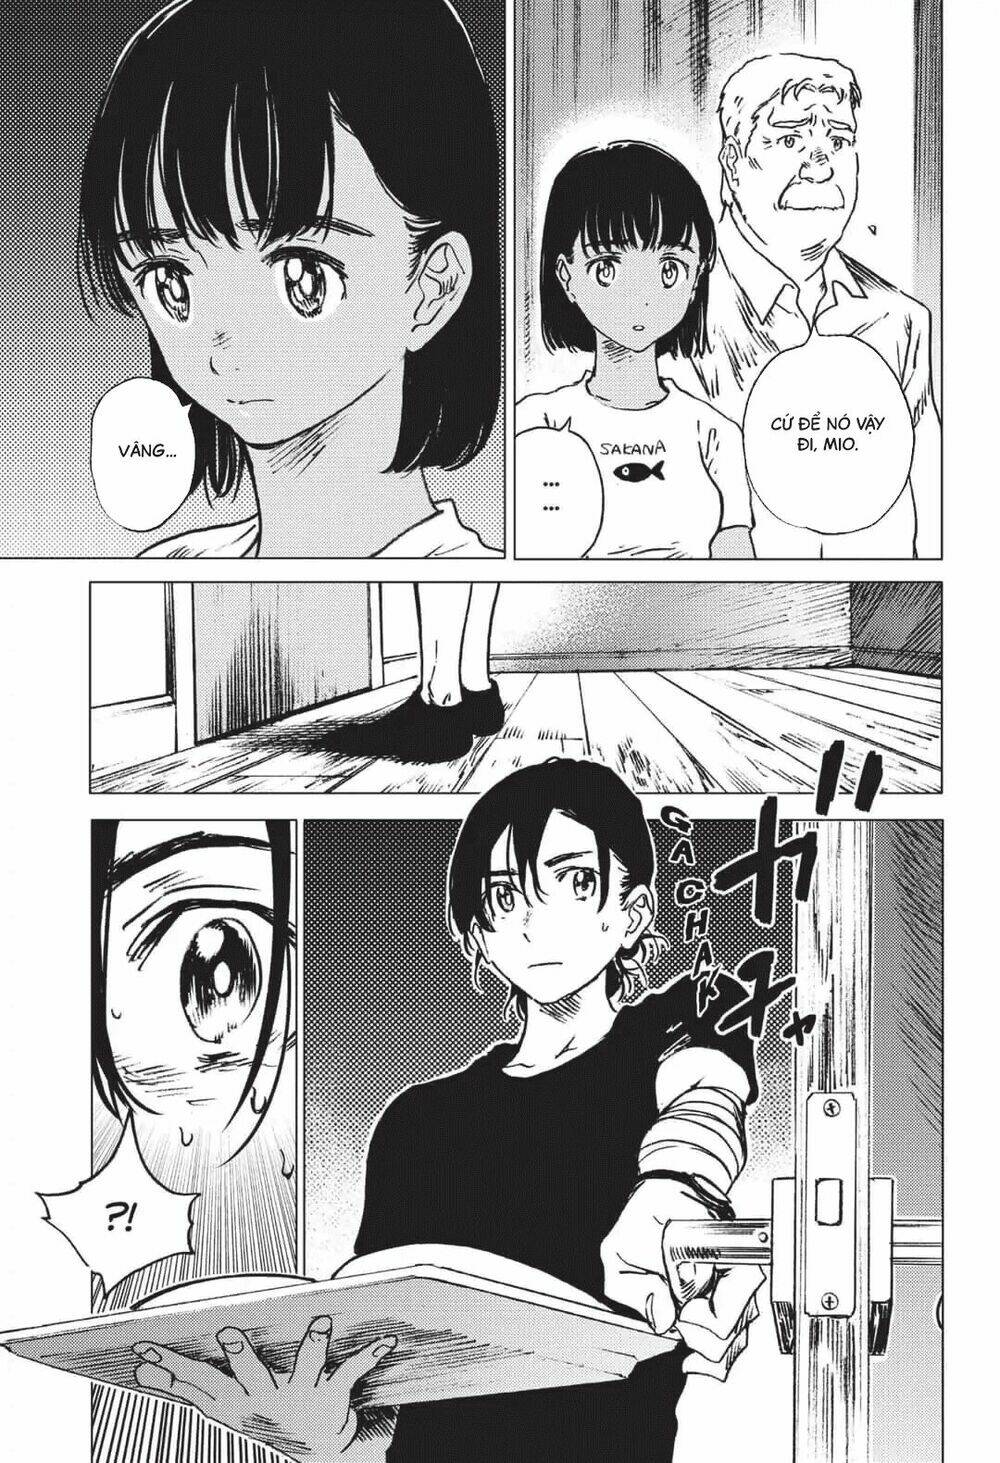 CỨ ĐỂ NÓ VẬY
ĐI, MIO.
SAKANA
...
...
VÂNG...
GACHAK
ガチャ
?!